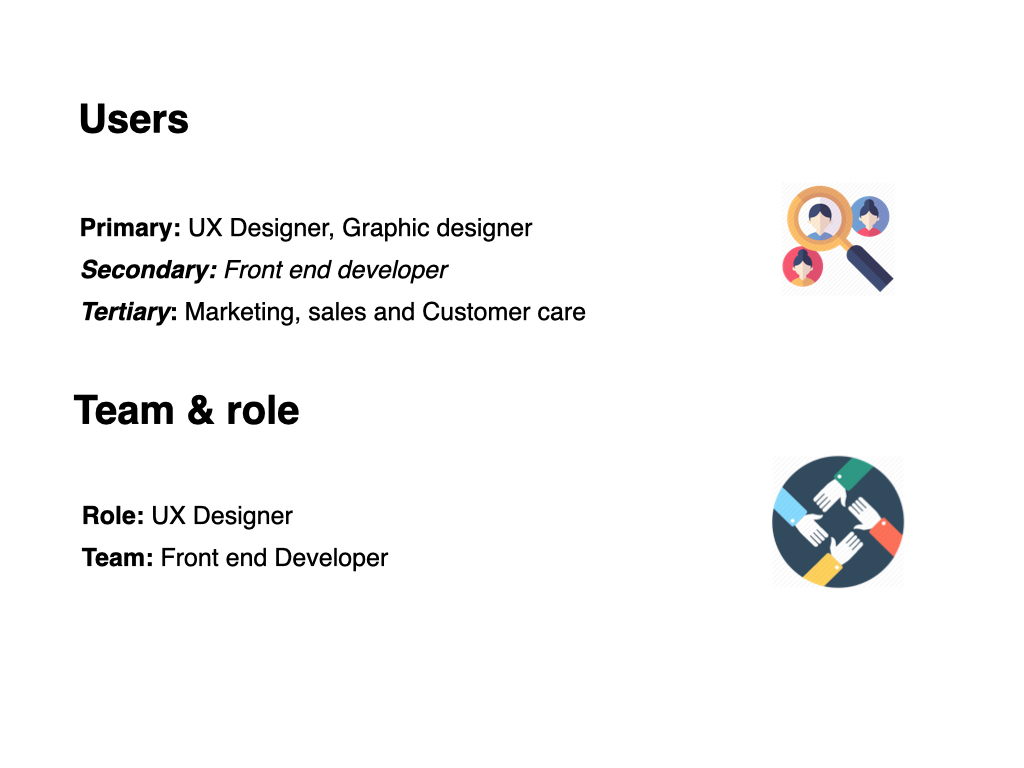 Users
Primary: UX Designer, Graphic designer
Secondary: Front end developer
Tertiary: Marketing, sales and Customer care
Team & role
Role: UX Designer
Team: Front end Developer